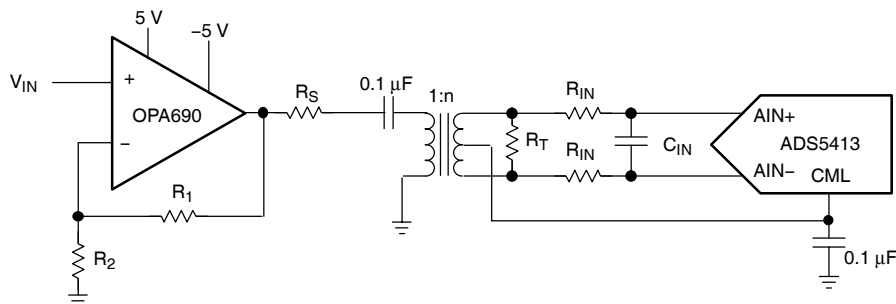 5 V
−5 V
V_IN
+
OPA690
−
R_S
0.1 µF
1:n
R_IN
R_T
R_IN
C_IN
AIN+
ADS5413
AIN−
CML
R_1
R_2
0.1 µF